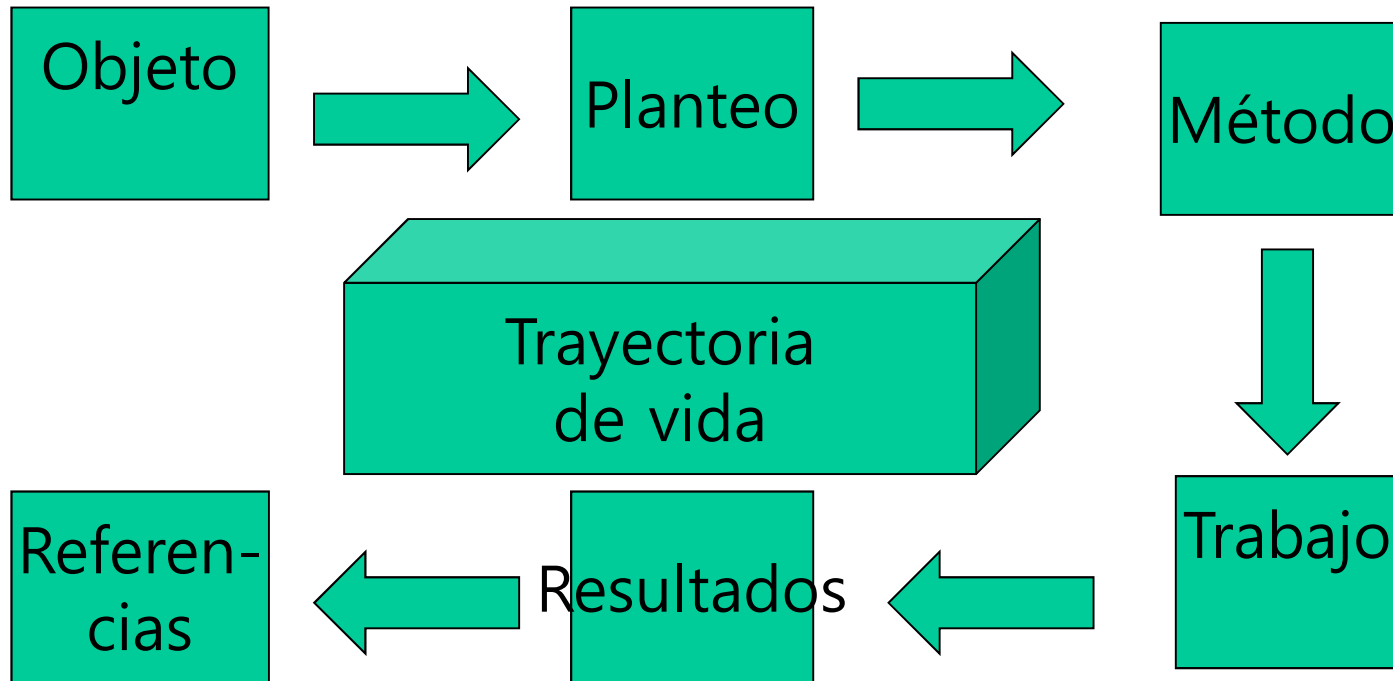 Objeto
Planteo
Método
Trayectoria
de vida
Referen-
cias
Resultados
Trabajo